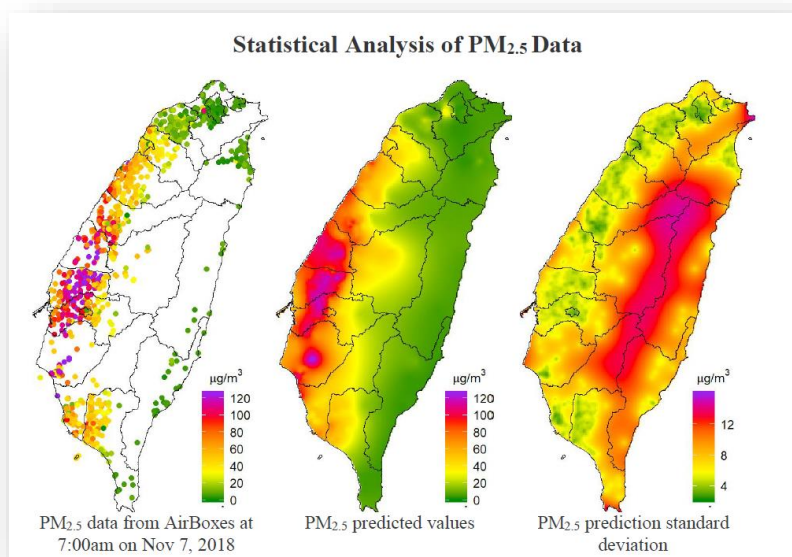 Statistical Analysis of PM₂.₅ Data
μg/m³
120
100
80
60
40
20
0
PM₂.₅ data from AirBoxes at
7:00am on Nov 7, 2018
μg/m³
120
100
80
60
40
20
0
PM₂.₅ predicted values
μg/m³
12
8
4
PM₂.₅ prediction standard
deviation